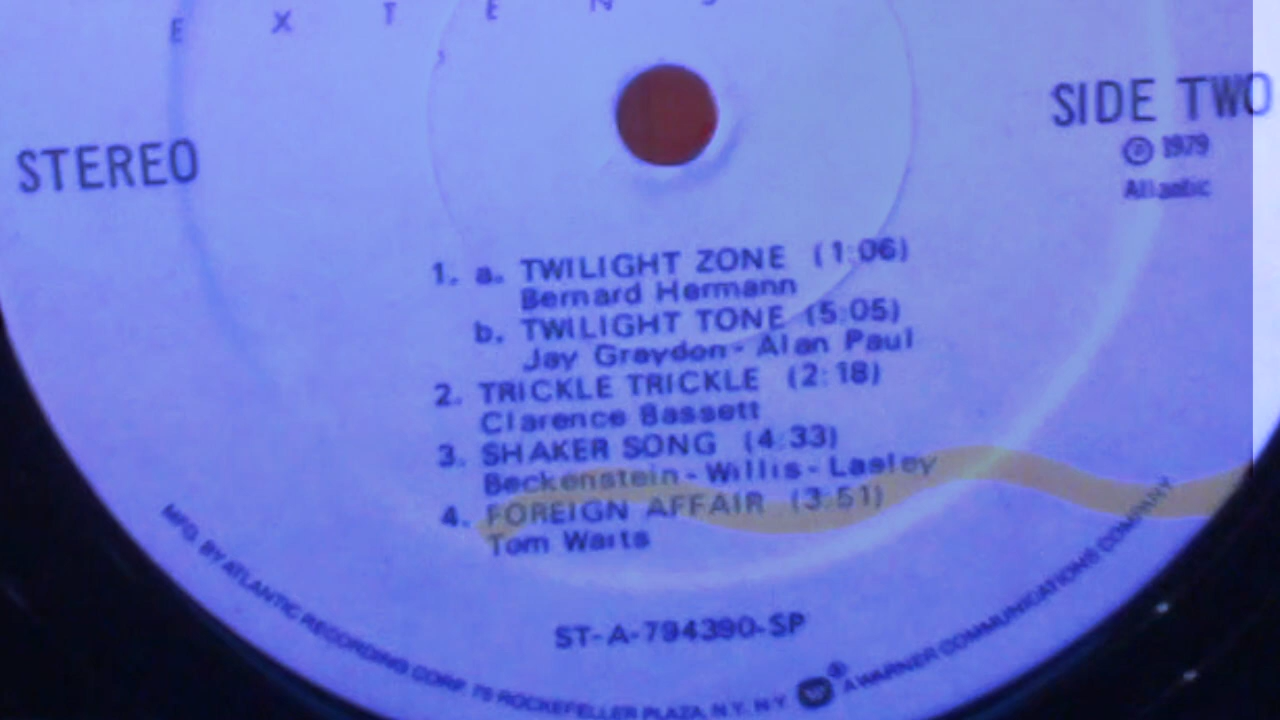 E X T E N S
STEREO
SIDE TWO
Ⓟ 1979
Atlantic
1. a. TWILIGHT ZONE (1:06)
Bernard Hermann
b. TWILIGHT TONE (5:05)
Jay Graydon - Alan Paul
2. TRICKLE TRICKLE (2:18)
Clarence Bassett
3. SHAKER SONG (4:33)
Beckenstein - Willis - Lasley
4. FOREIGN AFFAIR (3:51)
Tom Waits
ST-A-794390-SP
MFG. BY ATLANTIC RECORDING CORP. 75 ROCKEFELLER PLAZA, N.Y. N.Y. ® A WARNER COMMUNICATIONS COMPANY